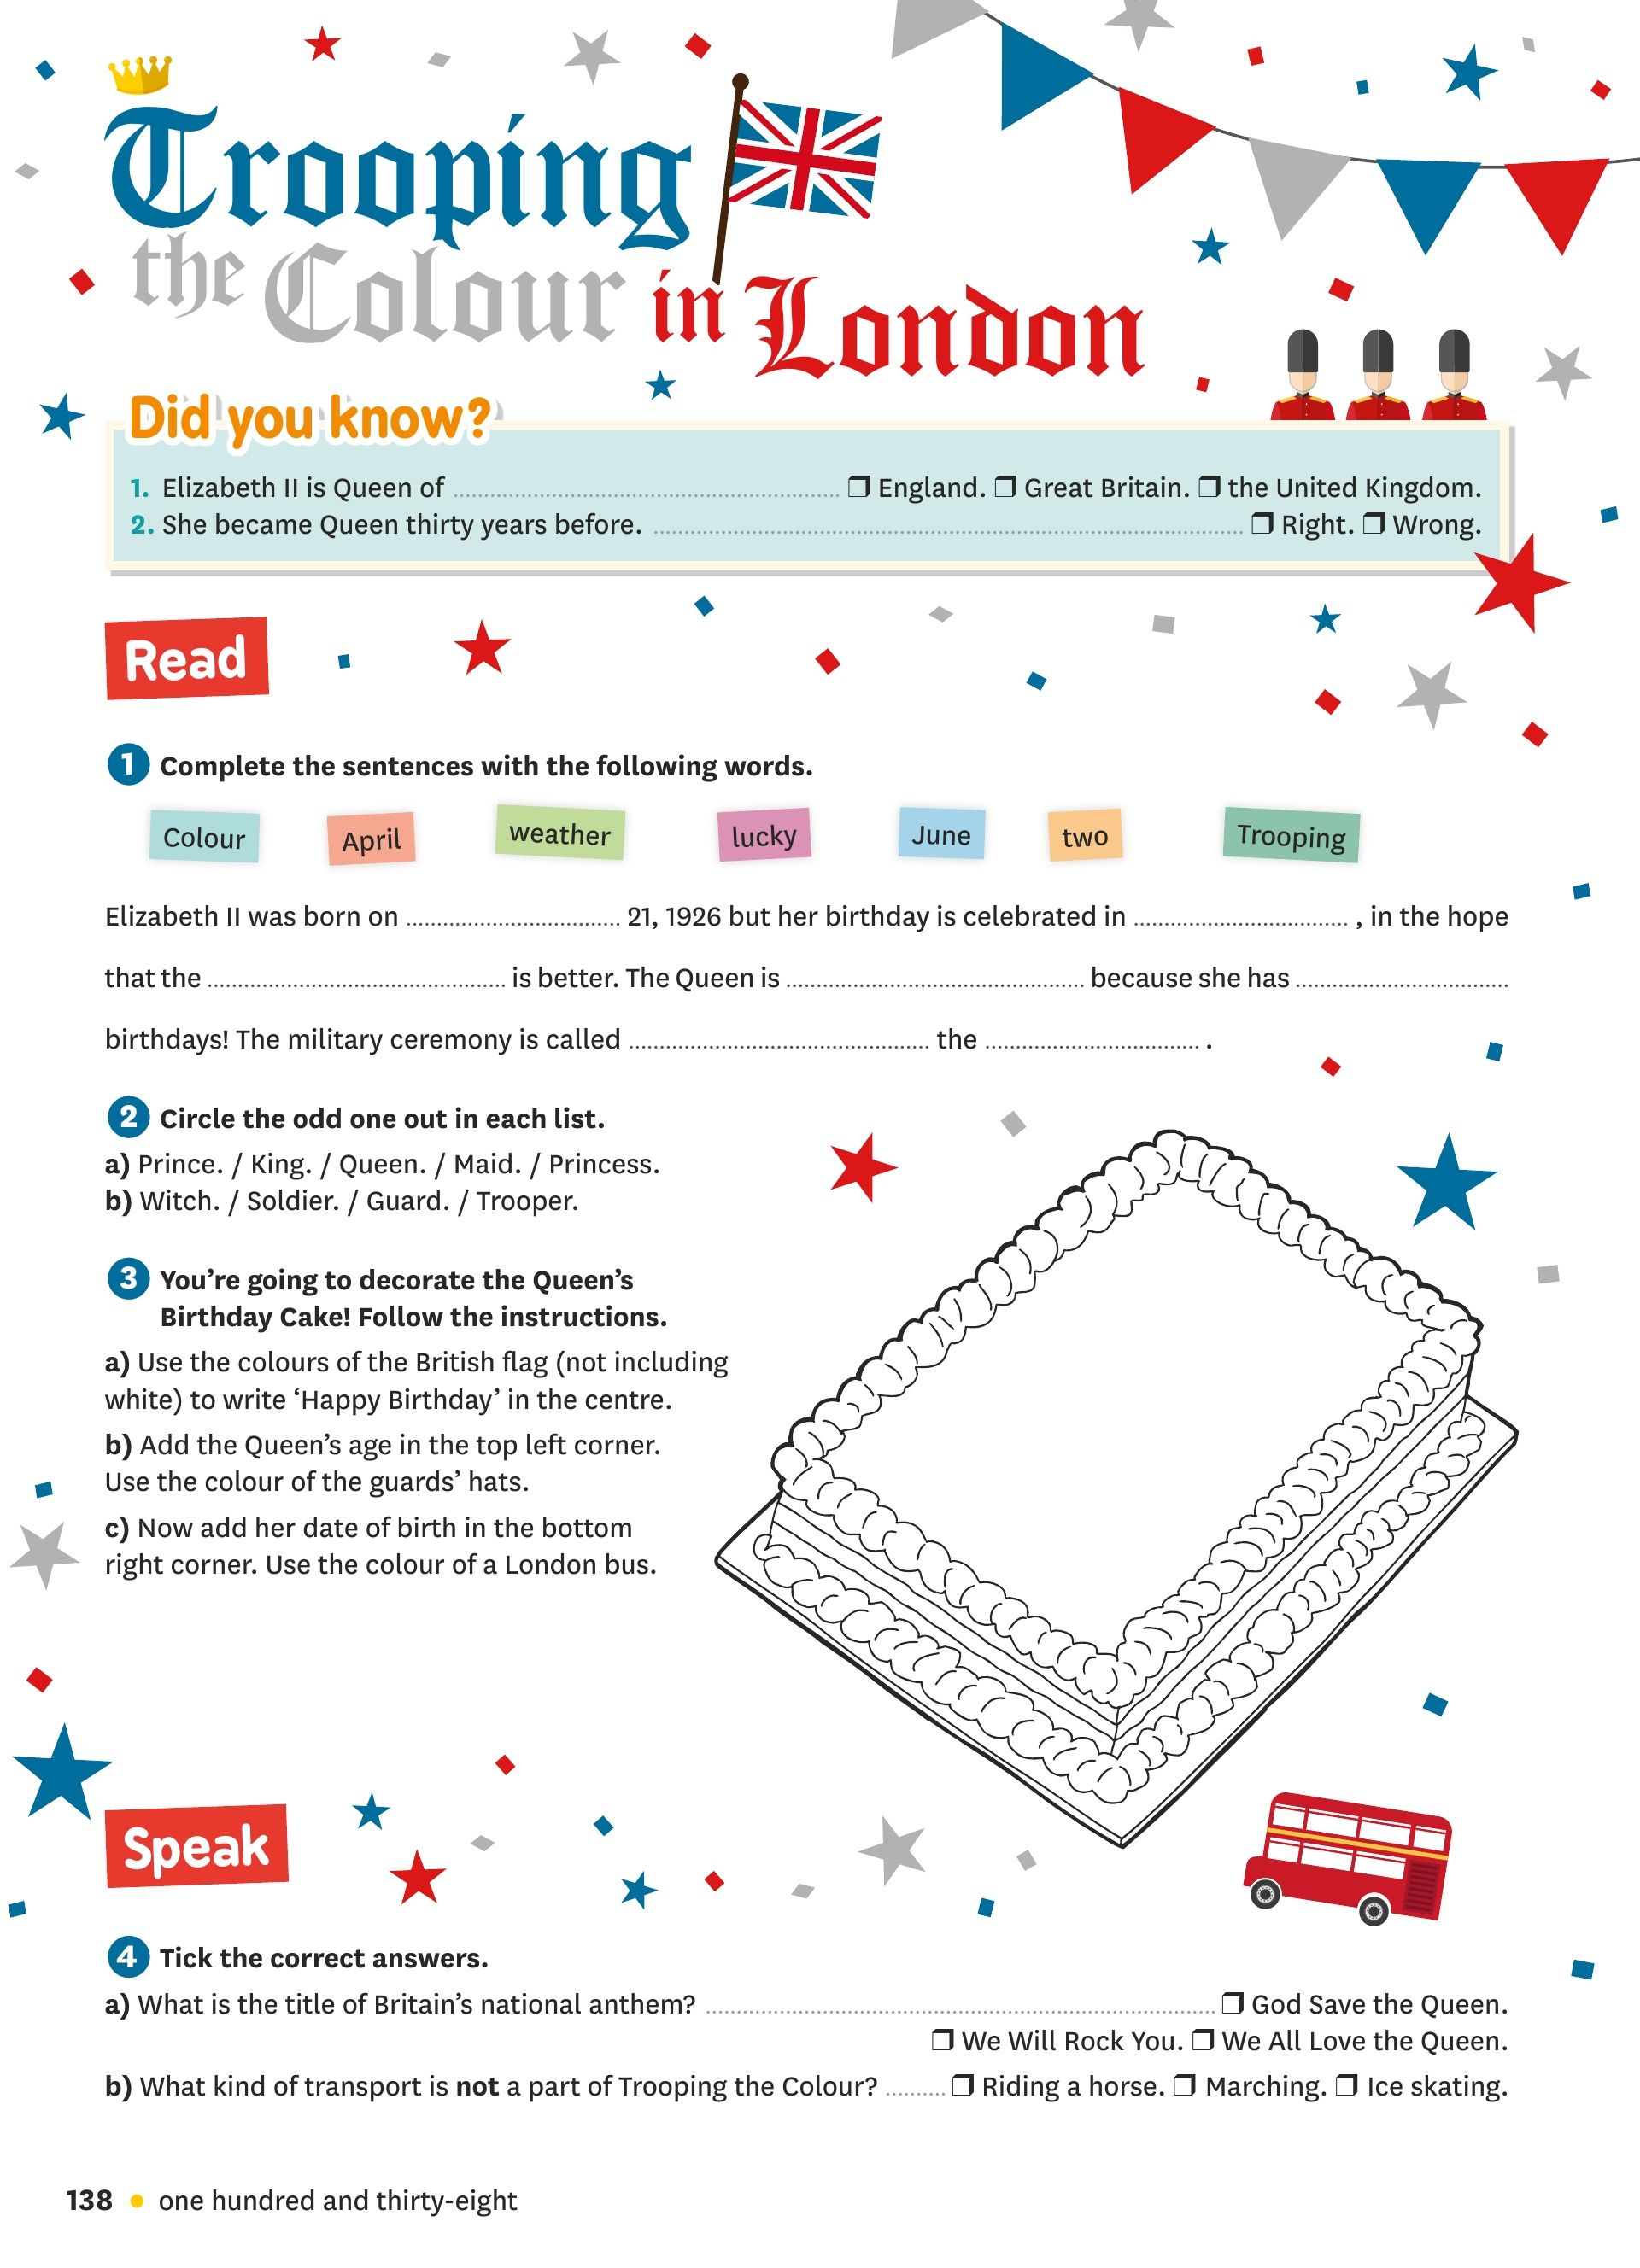 Trooping
the Colour in London
Did you know?
1. Elizabeth II is Queen of ............ ❒ England. ❒ Great Britain. ❒ the United Kingdom.
2. She became Queen thirty years before. ............ ❒ Right. ❒ Wrong.
Read
1 Complete the sentences with the following words.
Colour April weather lucky June two Trooping
Elizabeth II was born on ............ 21, 1926 but her birthday is celebrated in ............ , in the hope
that the ............ is better. The Queen is ............ because she has ............
birthdays! The military ceremony is called ............ the ............ .
2 Circle the odd one out in each list.
a) Prince. / King. / Queen. / Maid. / Princess.
b) Witch. / Soldier. / Guard. / Trooper.
3 You’re going to decorate the Queen’s
Birthday Cake! Follow the instructions.
a) Use the colours of the British flag (not including
white) to write ‘Happy Birthday’ in the centre.
b) Add the Queen’s age in the top left corner.
Use the colour of the guards’ hats.
c) Now add her date of birth in the bottom
right corner. Use the colour of a London bus.
Speak
4 Tick the correct answers.
a) What is the title of Britain’s national anthem? ............ ❒ God Save the Queen.
❒ We Will Rock You. ❒ We All Love the Queen.
b) What kind of transport is not a part of Trooping the Colour? .......... ❒ Riding a horse. ❒ Marching. ❒ Ice skating.
138 • one hundred and thirty-eight